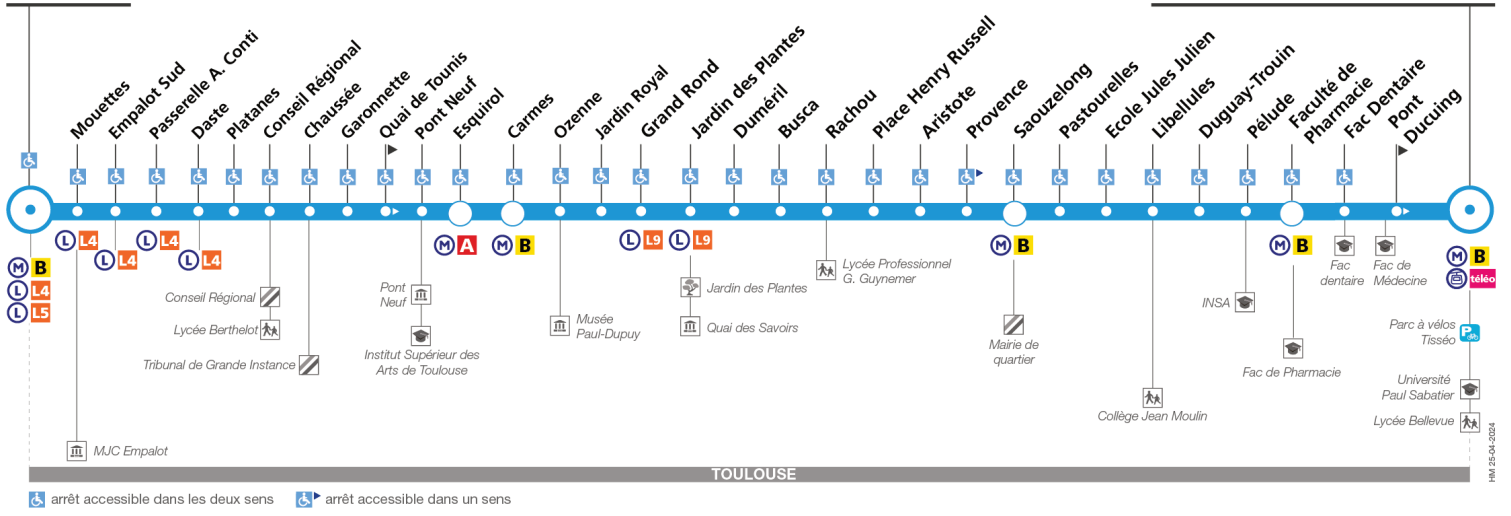 Mouettes
Empalot Sud
Passerelle A. Conti
Daste
Platanes
Conseil Régional
Chaussée
Garonnette
Quai de Tounis
Pont Neuf
Esquirol
Carmes
Ozenne
Jardin Royal
Grand Rond
Jardin des Plantes
Duméril
Busca
Rachou
Place Henry Russell
Aristote
Provence
Saouzelong
Pastourelles
Ecole Jules Julien
Libellules
Duguay-Trouin
Pélude
Faculté de
Pharmacie
Fac Dentaire
Pont
Ducuing
M B
L L4
L L5
L L4
L L4
L L4
L L4
M A
M B
L L9
L L9
M B
M B
M B
téléo
Conseil Régional
Lycée Berthelot
Tribunal de Grande Instance
MJC Empalot
Pont
Neuf
Institut Supérieur des
Arts de Toulouse
Musée
Paul-Dupuy
Jardin des Plantes
Quai des Savoirs
Lycée Professionnel
G. Guynemer
Mairie de
quartier
Collège Jean Moulin
INSA
Fac de Pharmacie
Fac
dentaire
Fac de
Médecine
Parc à vélos
Tisséo
P
Université
Paul Sabatier
Lycée Bellevue
TOULOUSE
HM 25-04-2024
arrêt accessible dans les deux sens
arrêt accessible dans un sens